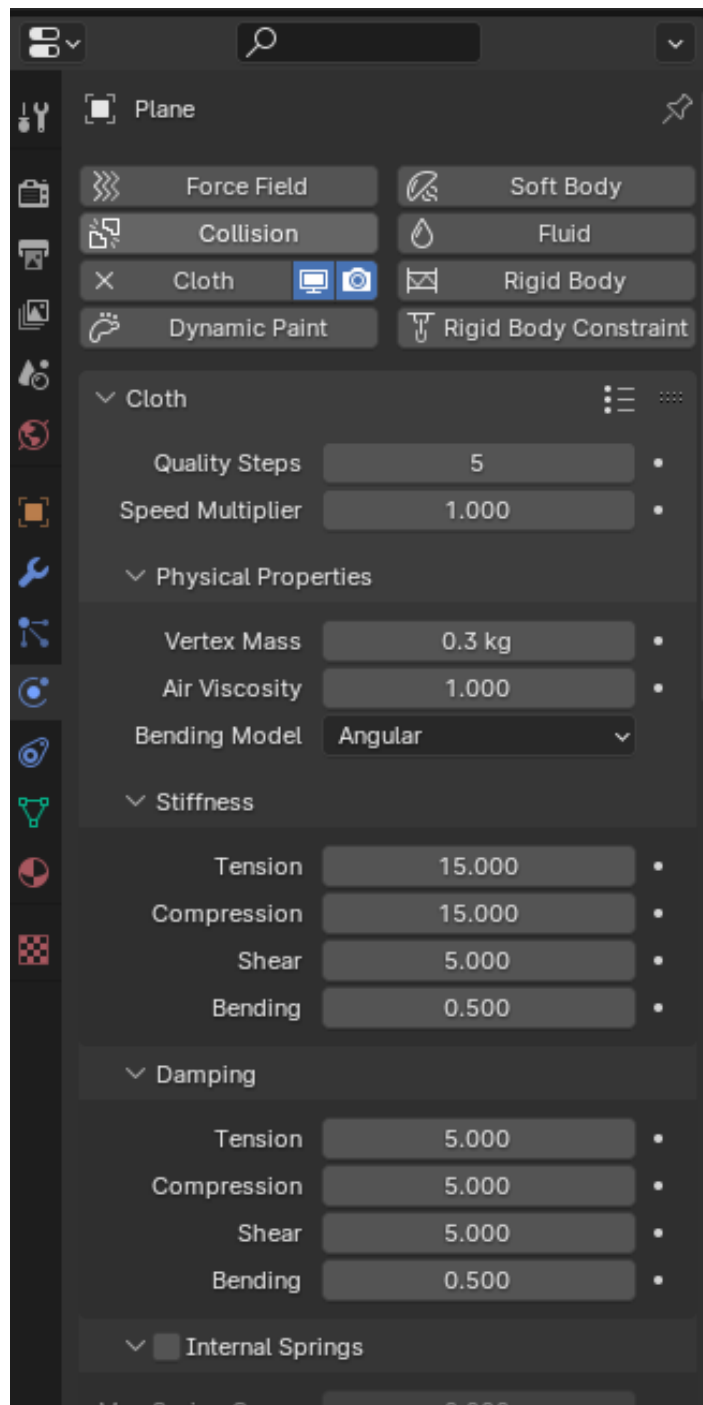 Plane
Force Field Soft Body
Collision Fluid
Cloth Rigid Body
Dynamic Paint Rigid Body Constraint
Cloth
Quality Steps 5
Speed Multiplier 1.000
Physical Properties
Vertex Mass 0.3 kg
Air Viscosity 1.000
Bending Model Angular
Stiffness
Tension 15.000
Compression 15.000
Shear 5.000
Bending 0.500
Damping
Tension 5.000
Compression 5.000
Shear 5.000
Bending 0.500
Internal Springs